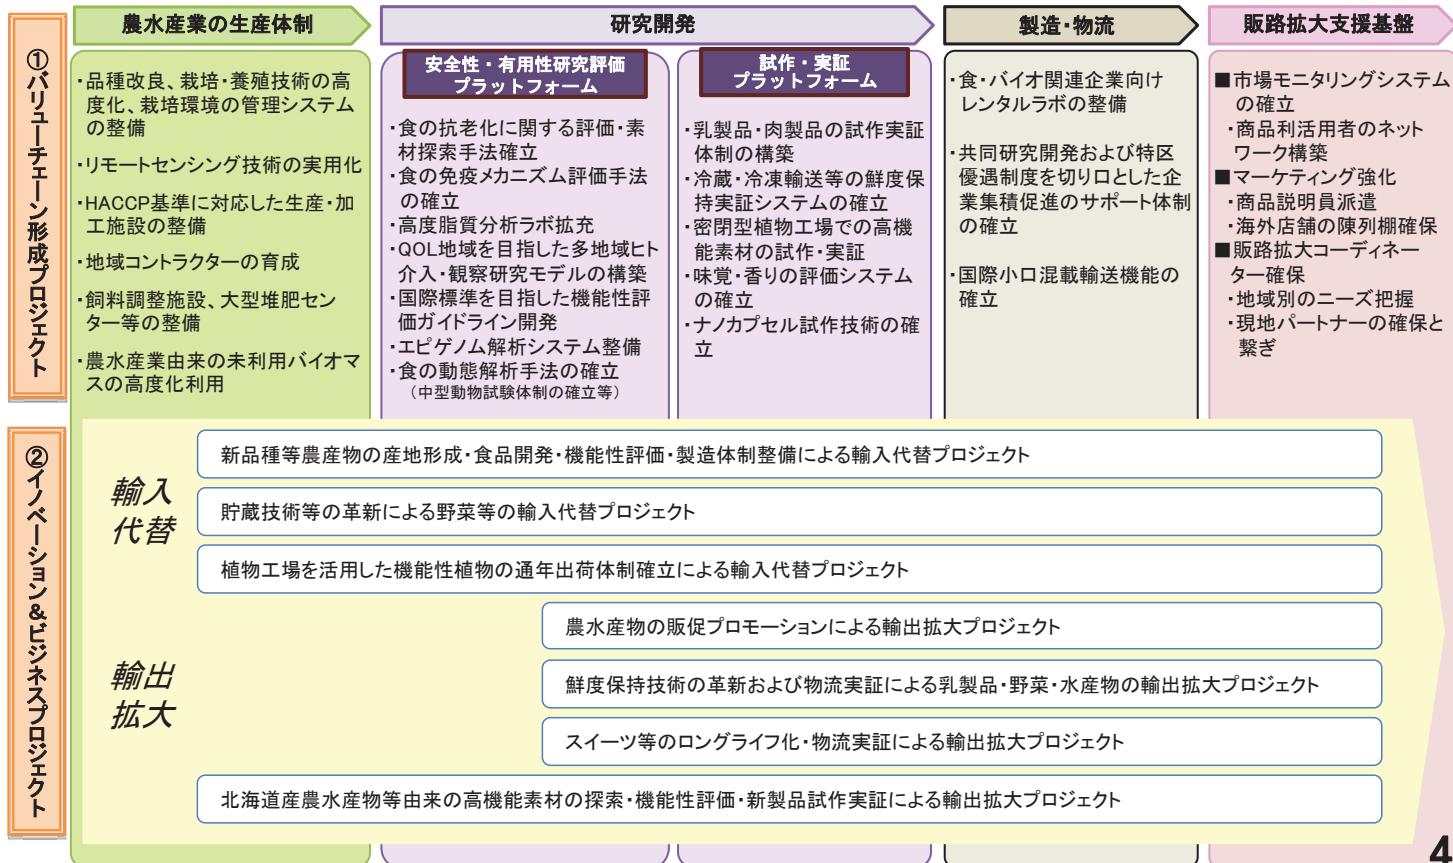 農水産業の生産体制
研究開発
製造・物流
販路拡大支援基盤
①バリューチェーン形成プロジェクト
・品種改良、栽培・養殖技術の高
度化、栽培環境の管理システム
の整備
・リモートセンシング技術の実用化
・HACCP基準に対応した生産・加
工施設の整備
・地域コントラクターの育成
・飼料調整施設、大型堆肥セン
ター等の整備
・農水産業由来の未利用バイオマ
スの高度化利用
安全性・有用性研究評価
プラットフォーム
・食の抗老化に関する評価・素
材探索手法確立
・食の免疫メカニズム評価手法
の確立
・高度脂質分析ラボ拡充
・QOL地域を目指した多地域ヒト
介入・観察研究モデルの構築
・国際標準を目指した機能性評
価ガイドライン開発
・エピゲノム解析システム整備
・食の動態解析手法の確立
（中型動物試験体制の確立等）
試作・実証
プラットフォーム
・乳製品・肉製品の試作実証
体制の構築
・冷蔵・冷凍輸送等の鮮度保
持実証システムの確立
・密閉型植物工場での高機
能素材の試作・実証
・味覚・香りの評価システム
の確立
・ナノカプセル試作技術の確
立
・食・バイオ関連企業向け
レンタルラボの整備
・共同研究開発および特区
優遇制度を切り口とした企
業集積促進のサポート体制
の確立
・国際小口混載輸送機能の
確立
■市場モニタリングシステム
の確立
・商品利活用者のネット
ワーク構築
■マーケティング強化
・商品説明員派遣
・海外店舗の陳列棚確保
■販路拡大コーディネー
ター確保
・地域別のニーズ把握
・現地パートナーの確保と
繋ぎ
②イノベーション＆ビジネスプロジェクト
輸入
代替
新品種等農産物の産地形成・食品開発・機能性評価・製造体制整備による輸入代替プロジェクト
貯蔵技術等の革新による野菜等の輸入代替プロジェクト
植物工場を活用した機能性植物の通年出荷体制確立による輸入代替プロジェクト
輸出
拡大
農水産物の販促プロモーションによる輸出拡大プロジェクト
鮮度保持技術の革新および物流実証による乳製品・野菜・水産物の輸出拡大プロジェクト
スイーツ等のロングライフ化・物流実証による輸出拡大プロジェクト
北海道産農水産物等由来の高機能素材の探索・機能性評価・新製品試作実証による輸出拡大プロジェクト
4